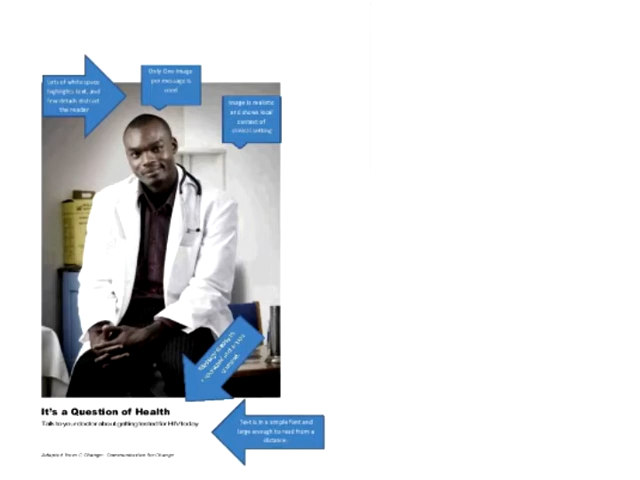 Lots of white space
highlights text, and
few details distract
the reader
Only One image
per message is
used
Image is realistic
and shows local
context of
clinical setting
It's a Question of Health
Talk to your doctor about getting tested for HIV today
Text is in a simple font and
large enough to read from a
distance.
Adapted from C-Change: Communication for Change